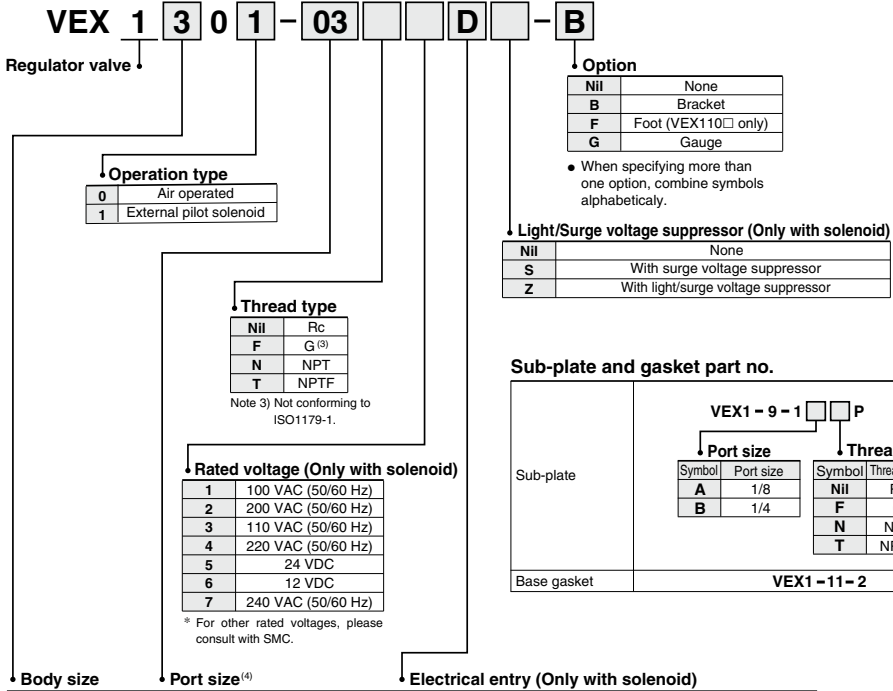 VEX 1 3 0 1 – 03 D – B
Regulator valve
Option
Nil None
B Bracket
F Foot (VEX110□ only)
G Gauge
● When specifying more than
one option, combine symbols
alphabeticaly.
Operation type
0 Air operated
1 External pilot solenoid
Light/Surge voltage suppressor (Only with solenoid)
Nil None
S With surge voltage suppressor
Z With light/surge voltage suppressor
Thread type
Nil Rc
F G (3)
N NPT
T NPTF
Note 3) Not conforming to
ISO1179-1.
Rated voltage (Only with solenoid)
1 100 VAC (50/60 Hz)
2 200 VAC (50/60 Hz)
3 110 VAC (50/60 Hz)
4 220 VAC (50/60 Hz)
5 24 VDC
6 12 VDC
7 240 VAC (50/60 Hz)
* For other rated voltages, please
consult with SMC.
Sub-plate and gasket part no.
Sub-plate
VEX1 – 9 – 1 □ □ P
Port size
Symbol Port size
A 1/8
B 1/4
Symbol
Nil
F
N
T
Base gasket VEX1 – 11 – 2
Body size
Port size (4)
Electrical entry (Only with solenoid)